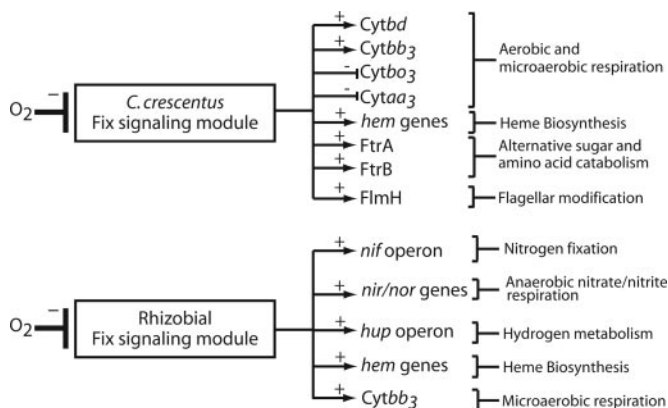 +
Cytbd
+
Cytbb3
-
Cytbo3
-
Cytaa3
Aerobic and
microaerobic respiration
O2
−
C. crescentus
Fix signaling module
+
hem genes
Heme Biosynthesis
+
FtrA
+
FtrB
Alternative sugar and
amino acid catabolism
+
FlmH
Flagellar modification
+
nif operon
Nitrogen fixation
+
nir/nor genes
Anaerobic nitrate/nitrite
respiration
O2
−
Rhizobial
Fix signaling module
+
hup operon
Hydrogen metabolism
+
hem genes
Heme Biosynthesis
+
Cytbb3
Microaerobic respiration